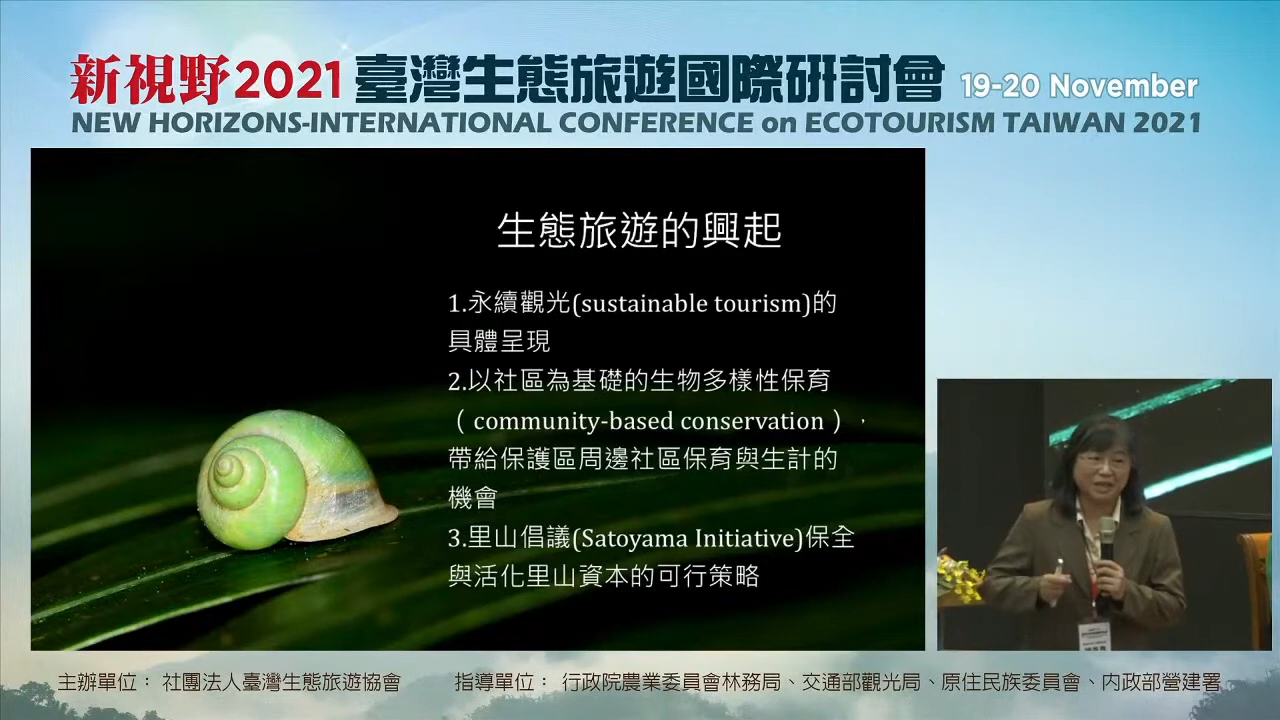 新視野2021 臺灣生態旅遊國際研討會 19-20 November
NEW HORIZONS-INTERNATIONAL CONFERENCE on ECOTOURISM TAIWAN 2021
生態旅遊的興起
1.永續觀光(sustainable tourism)的
具體呈現
2.以社區為基礎的生物多樣性保育
（community-based conservation），
帶給保護區周邊社區保育與生計的
機會
3.里山倡議(Satoyama Initiative)保全
與活化里山資本的可行策略
主辦單位： 社團法人臺灣生態旅遊協會 指導單位： 行政院農業委員會林務局、交通部觀光局、原住民族委員會、內政部營建署